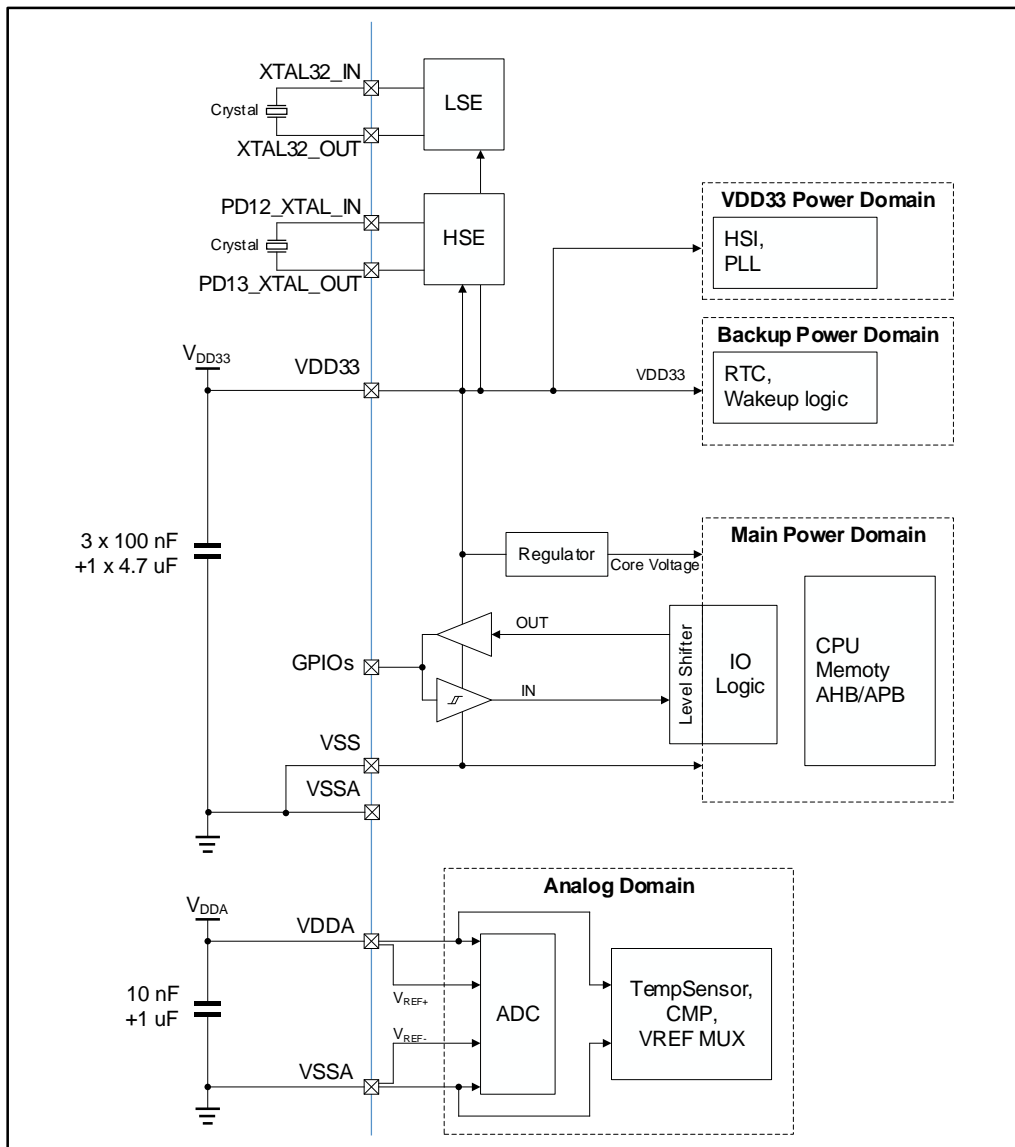 XTAL32_IN
Crystal
LSE
XTAL32_OUT
PD12_XTAL_IN
Crystal
HSE
PD13_XTAL_OUT
VDD33 Power Domain
HSI,
PLL
Backup Power Domain
RTC,
Wakeup logic
VDD33
VDD33
VDD33
3 x 100 nF
+1 x 4.7 uF
Regulator
Core Voltage
Main Power Domain
OUT
GPIOs
IN
Level Shifter
IO
Logic
CPU
Memoty
AHB/APB
VSS
VSSA
Analog Domain
VDDA
VDDA
10 nF
+1 uF
VREF+
VREF-
ADC
TempSensor,
CMP,
VREF MUX
VSSA